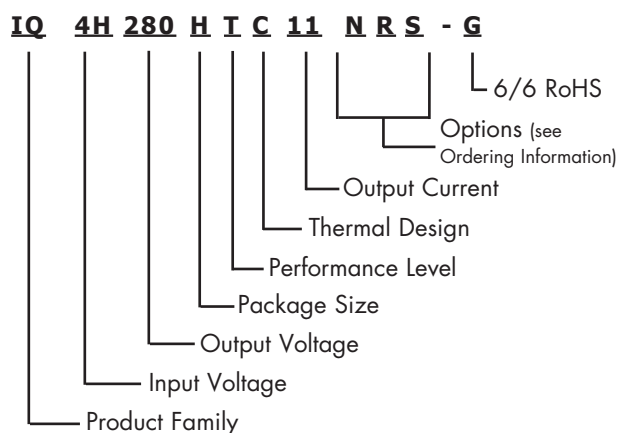 IQ 4H 280 H T C 11 N R S - G
6/6 RoHS
Options (see
Ordering Information)
Output Current
Thermal Design
Performance Level
Package Size
Output Voltage
Input Voltage
Product Family